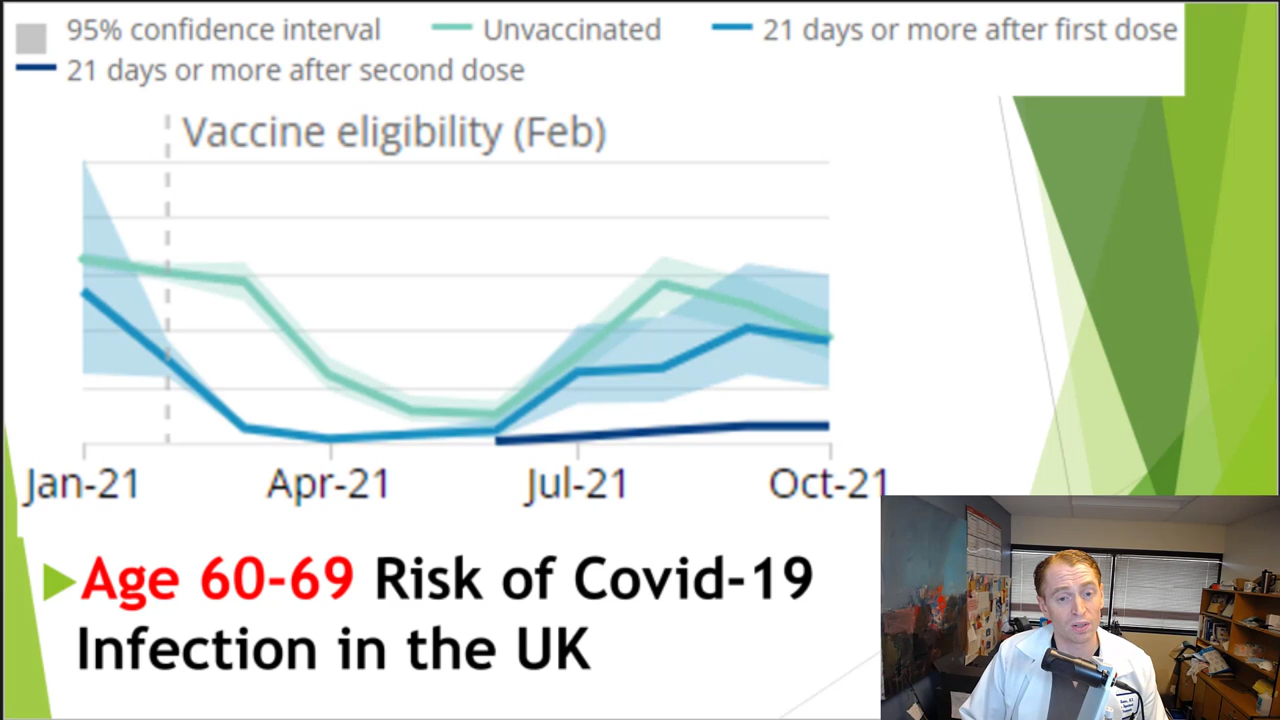 95% confidence interval Unvaccinated 21 days or more after first dose
21 days or more after second dose
Vaccine eligibility (Feb)
Jan-21 Apr-21 Jul-21 Oct-21
Age 60-69 Risk of Covid-19
Infection in the UK